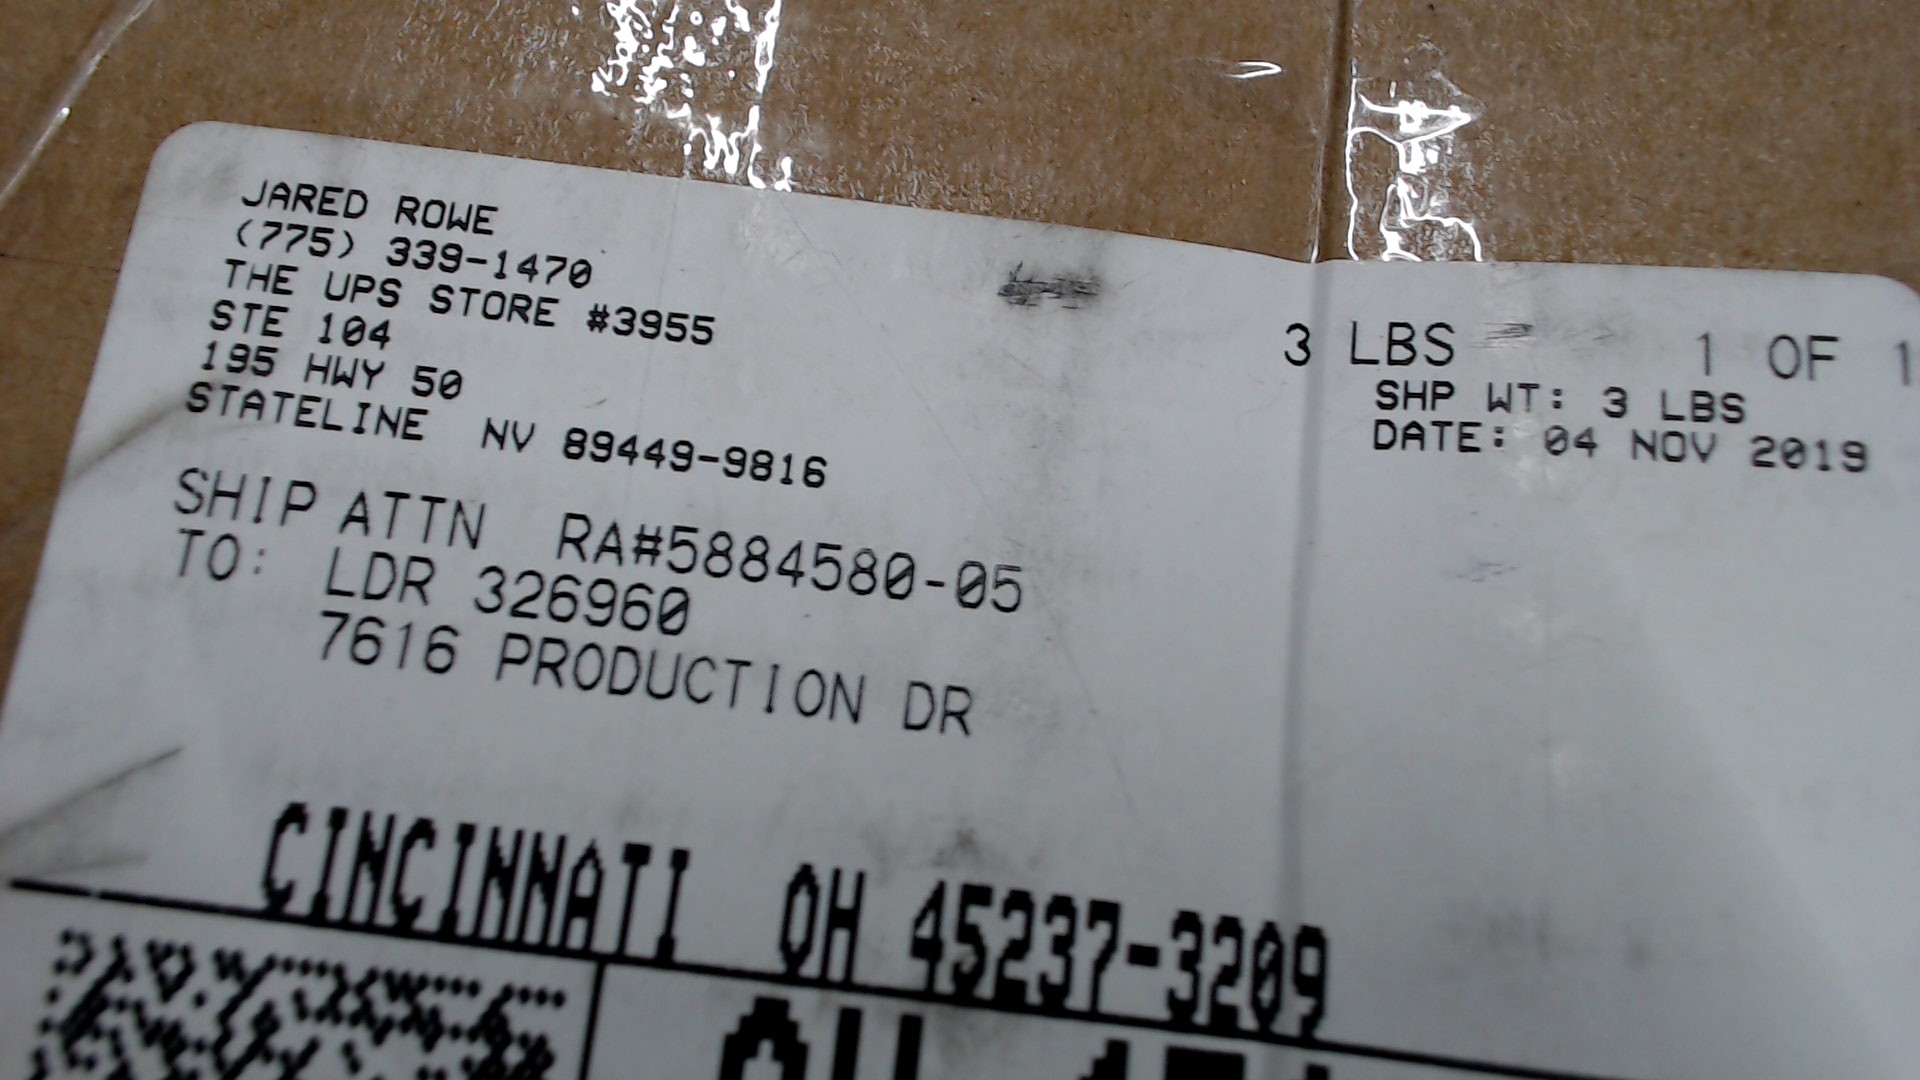 JARED ROWE
(775) 339-1470
THE UPS STORE #3955
STE 104
195 HWY 50
STATELINE NV 89449-9816
3 LBS 1 OF 1
SHP WT: 3 LBS
DATE: 04 NOV 2019
SHIP ATTN RA#5884580-05
TO: LDR 326960
7616 PRODUCTION DR
CINCINNATI OH 45237-3209